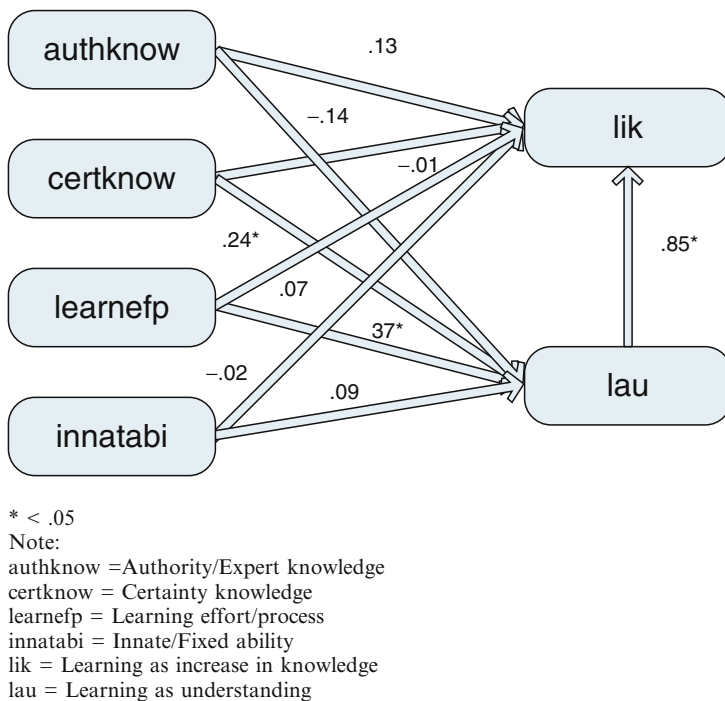 authknow
.13
lik
−.14
certknow
−.01
.24*
.85*
learnefp
.07
37*
lau
−.02
.09
innatabi
* < .05
Note:
authknow =Authority/Expert knowledge
certknow = Certainty knowledge
learnefp = Learning effort/process
innatabi = Innate/Fixed ability
lik = Learning as increase in knowledge
lau = Learning as understanding